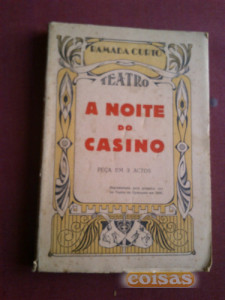 RAMADA CURTO
TEATRO
A NOITE
DO
CASINO
PEÇA EM 3 ACTOS
coisas